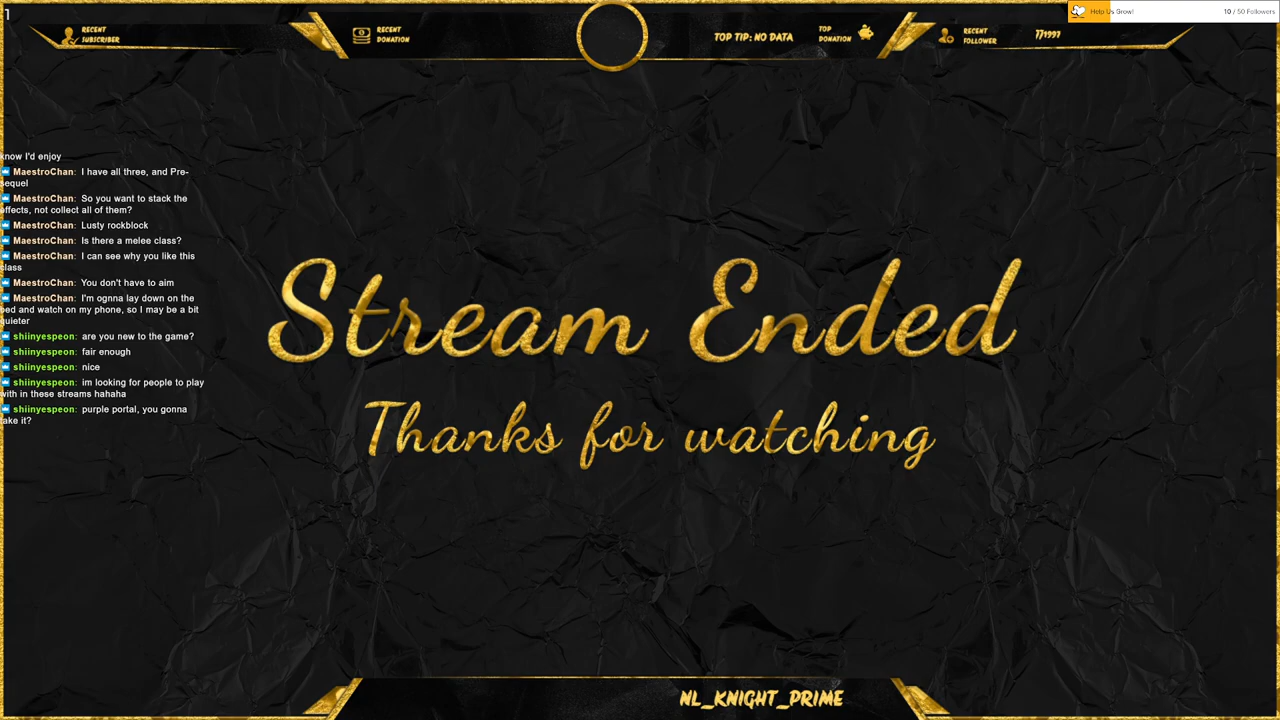 1
RECENT
SUBSCRIBER
RECENT
DONATION
TOP TIP: NO DATA
TOP
DONATION
RECENT
FOLLOWER
Help Us Grow!
10 / 50 Followers
know I'd enjoy
MaestroChan: I have all three, and Pre-
sequel
MaestroChan: So you want to stack the
effects, not collect all of them?
MaestroChan: Lusty rockblock
MaestroChan: Is there a melee class?
MaestroChan: I can see why you like this
class
MaestroChan: You don't have to aim
MaestroChan: I'm ognna lay down on the
bed and watch on my phone, so I may be a bit
quieter
shiinyespeon: are you new to the game?
shiinyespeon: fair enough
shiinyespeon: nice
shiinyespeon: im looking for people to play
with in these streams hahaha
shiinyespeon: purple portal, you gonna
take it?
Stream Ended
Thanks for watching
NL_KNIGHT_PRIME